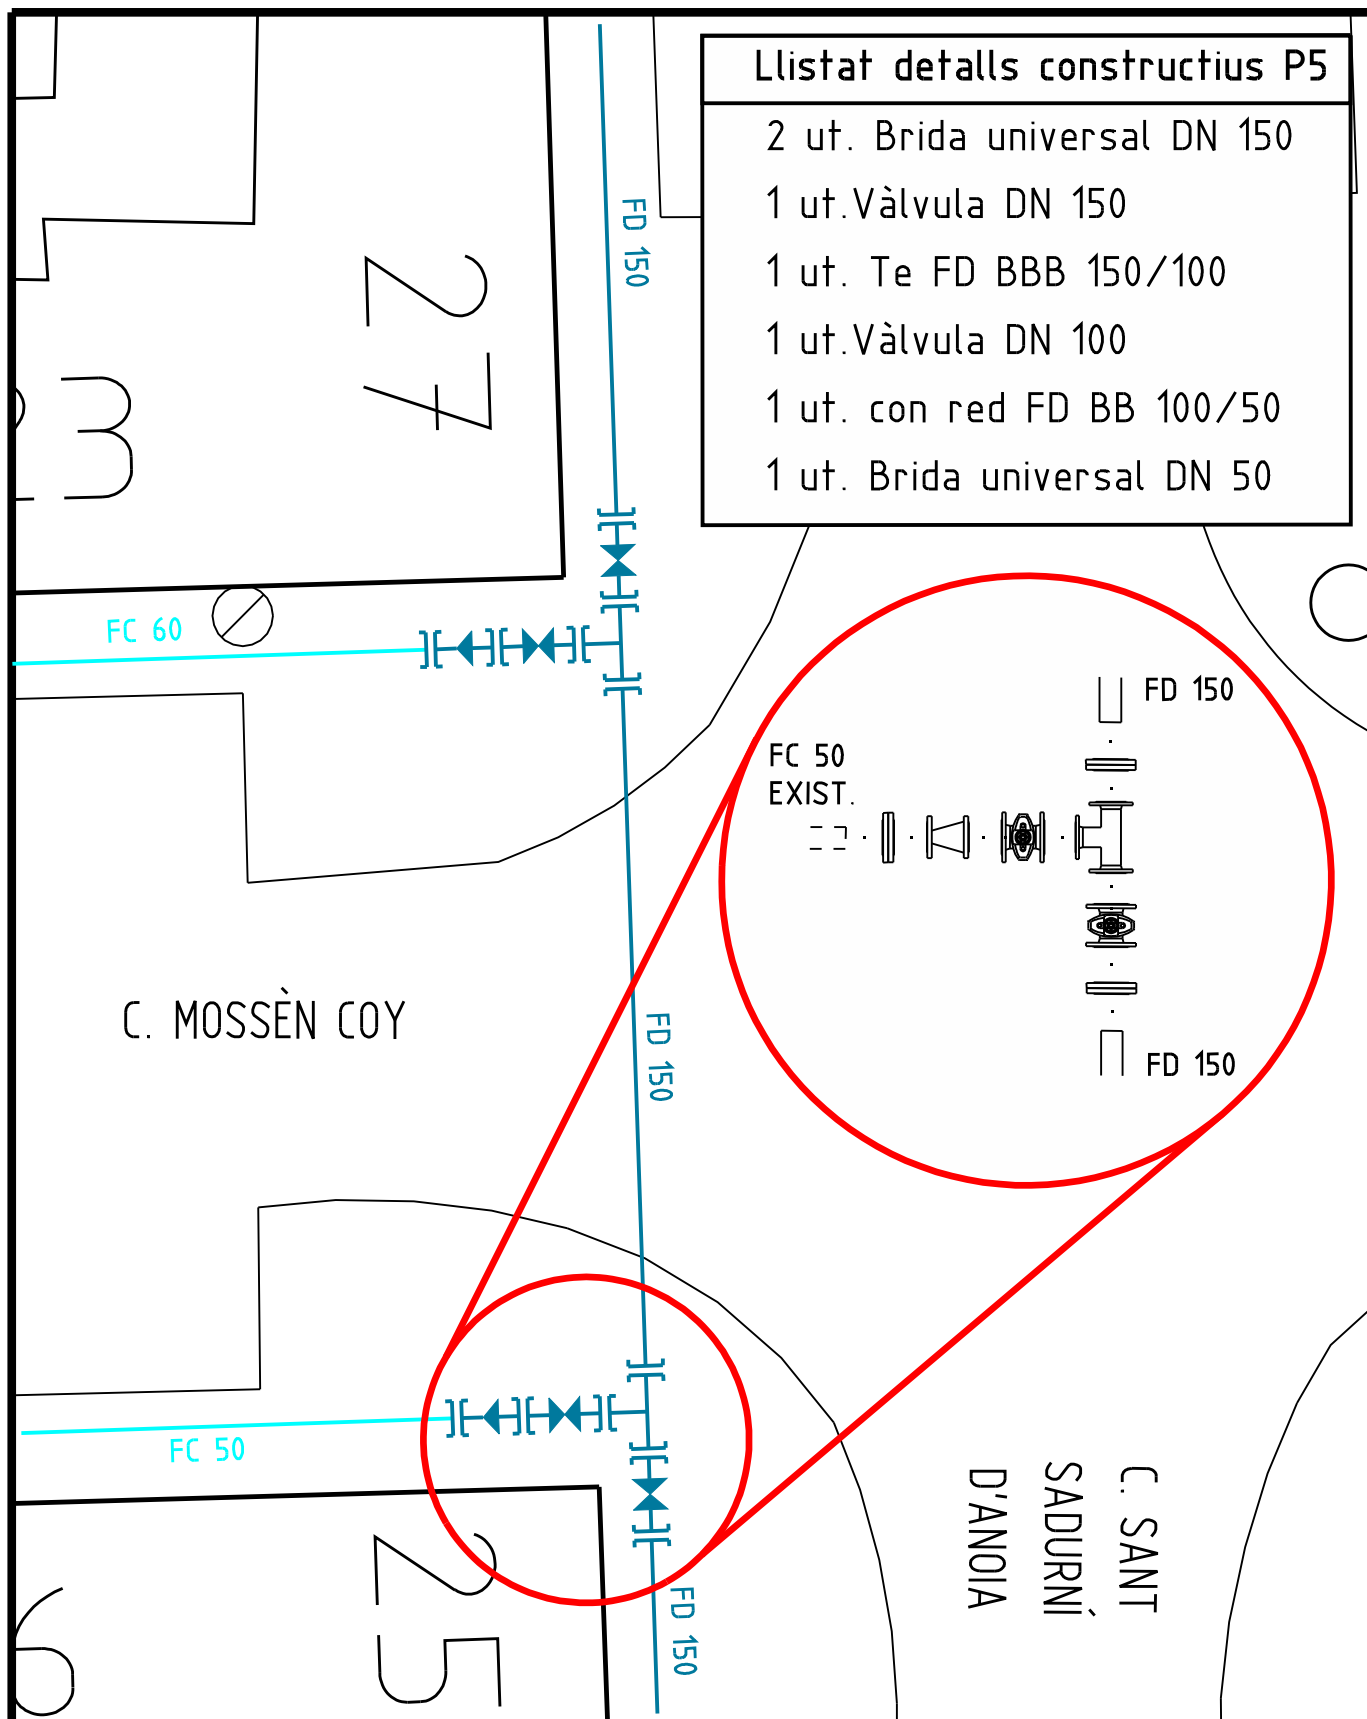 Llistat detalls constructius P5
2 ut. Brida universal DN 150
1 ut.Vàlvula DN 150
1 ut. Te FD BBB 150/100
1 ut.Vàlvula DN 100
1 ut. con red FD BB 100/50
1 ut. Brida universal DN 50
FD 150
27
3
FC 60
FD 150
FC 50
EXIST.
C. MOSSÈN COY
FD 150
FD 150
FC 50
C. SANT
SADURNÍ
D'ANOIA
25
FD 150